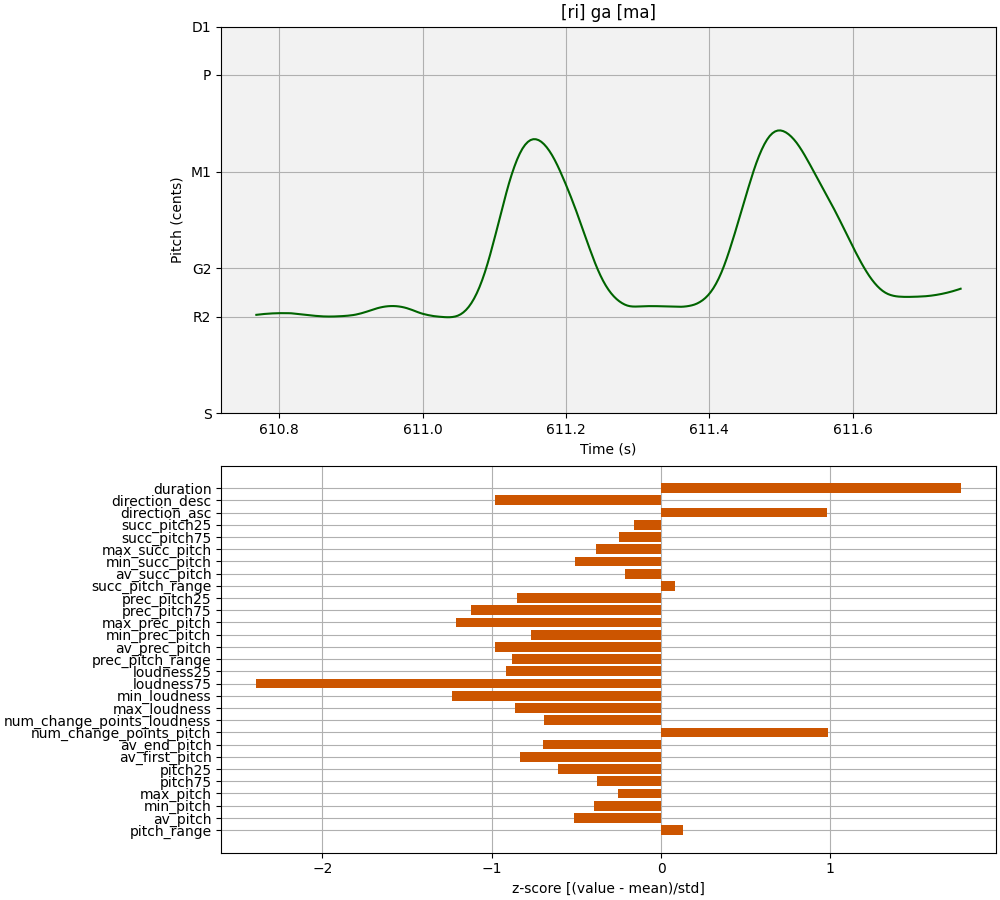 [ri] ga [ma]
D1
P
M1
G2
R2
S
Pitch (cents)
610.8 611.0 611.2 611.4 611.6
Time (s)
duration
direction_desc
direction_asc
succ_pitch25
succ_pitch75
max_succ_pitch
min_succ_pitch
av_succ_pitch
succ_pitch_range
prec_pitch25
prec_pitch75
max_prec_pitch
min_prec_pitch
av_prec_pitch
prec_pitch_range
loudness25
loudness75
min_loudness
max_loudness
num_change_points_loudness
num_change_points_pitch
av_end_pitch
av_first_pitch
pitch25
pitch75
max_pitch
min_pitch
av_pitch
pitch_range
−2 −1 0 1
z-score [(value - mean)/std]